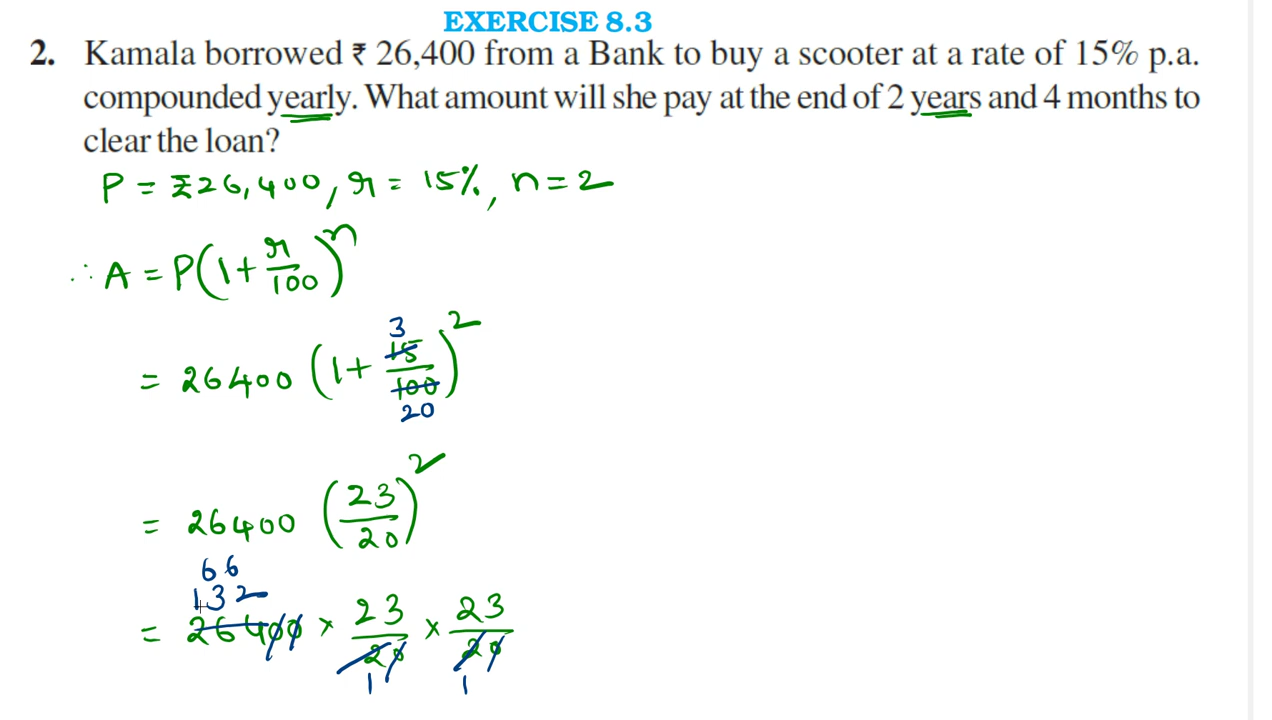 EXERCISE 8.3
2. Kamala borrowed ₹ 26,400 from a Bank to buy a scooter at a rate of 15% p.a.
compounded yearly. What amount will she pay at the end of 2 years and 4 months to
clear the loan?
P = ₹26,400, r = 15%, n = 2
∴ A = P(1 + r/100)^n
= 26400 (1 + 15/100)^2
3
20
= 26400 (23/20)^2
66
132
= 26400 × 23/20 × 23/20
1 1